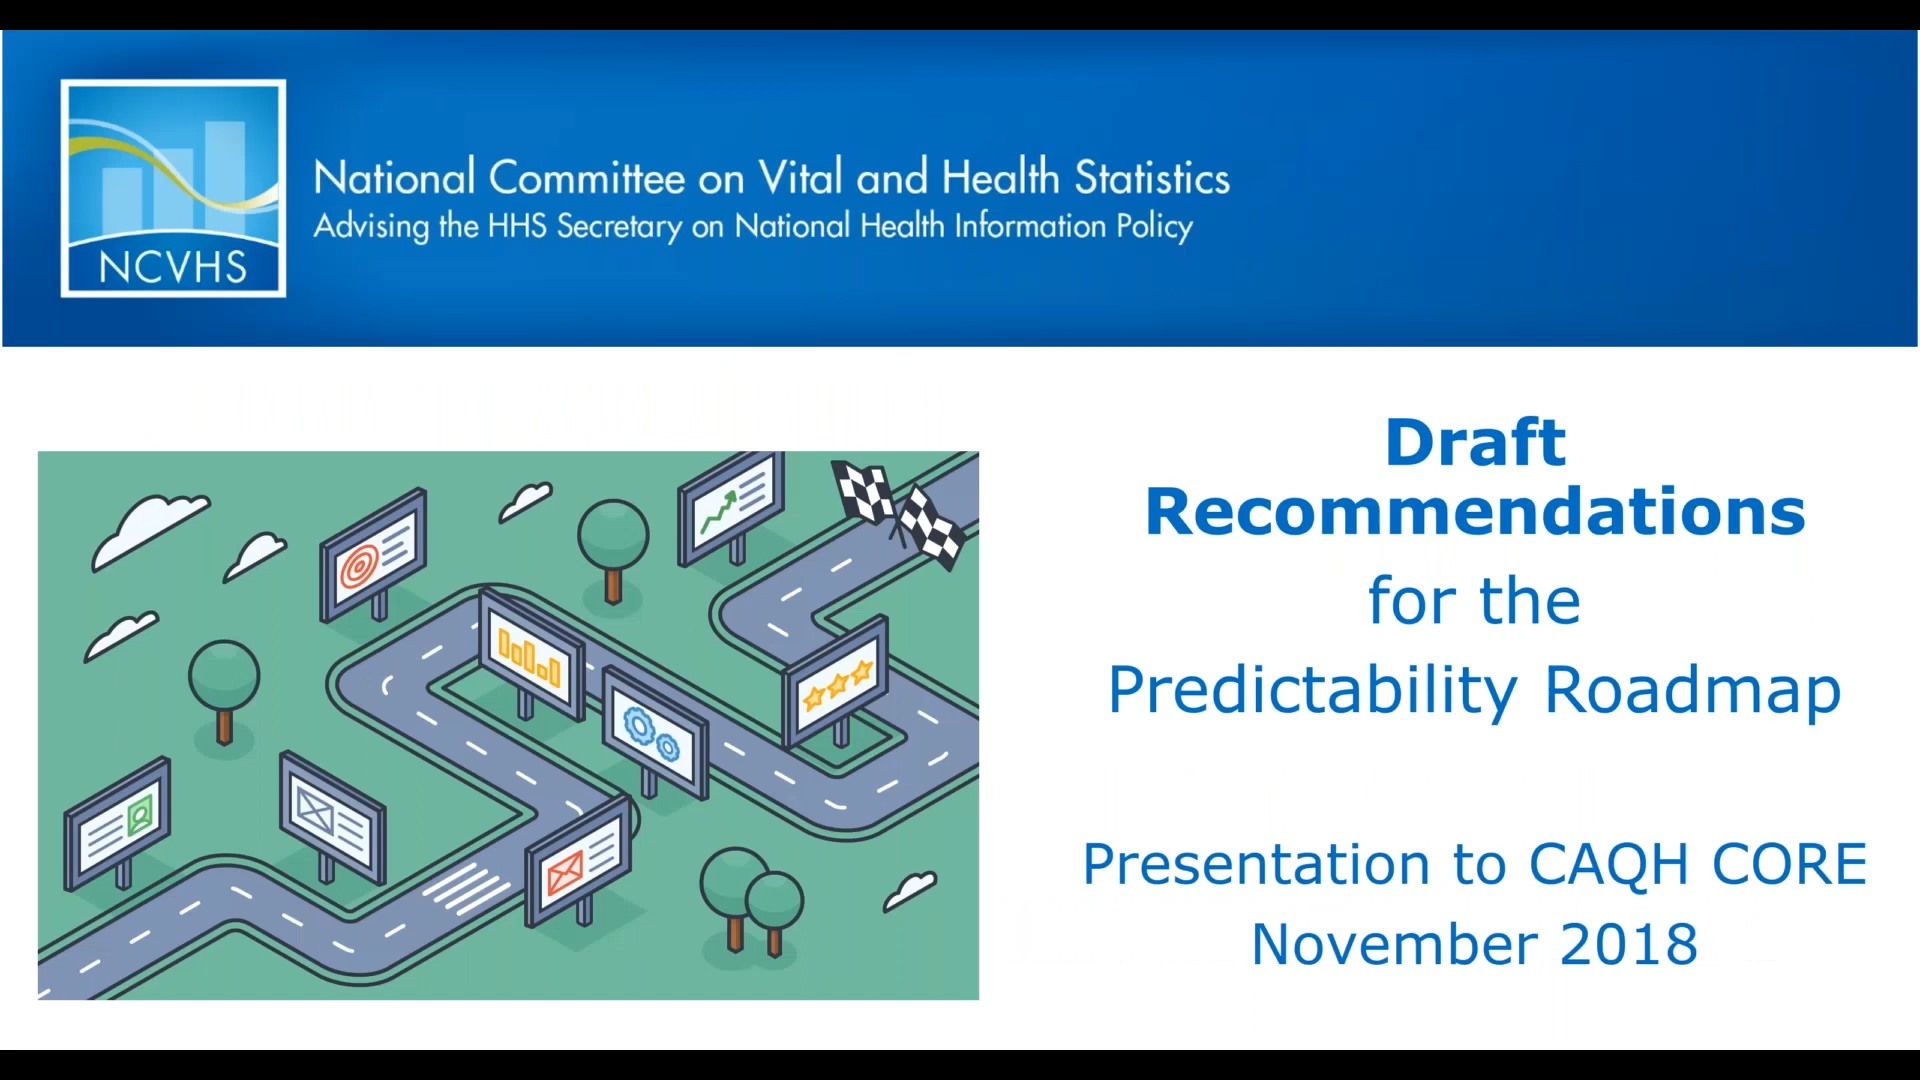 NCVHS
National Committee on Vital and Health Statistics
Advising the HHS Secretary on National Health Information Policy
Draft
Recommendations
for the
Predictability Roadmap
Presentation to CAQH CORE
November 2018